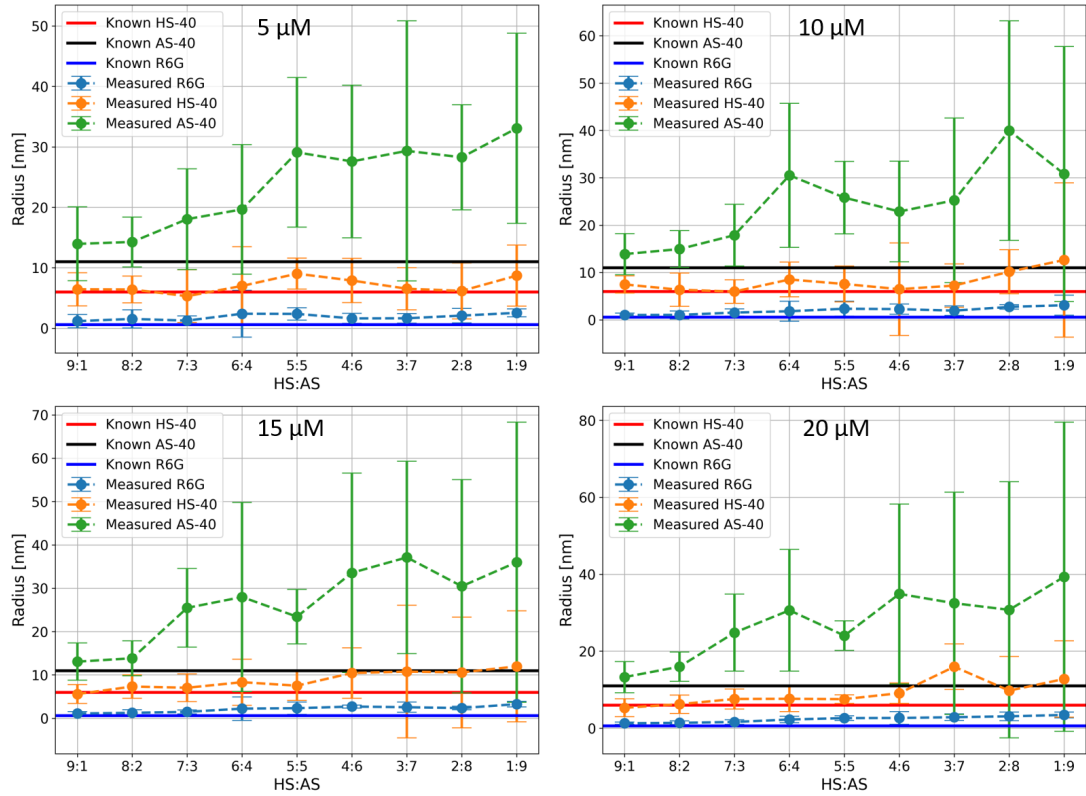 5 µM
Known HS-40
Known AS-40
Known R6G
Measured R6G
Measured HS-40
Measured AS-40
50
40
30
20
10
0
Radius [nm]
9:1 8:2 7:3 6:4 5:5 4:6 3:7 2:8 1:9
HS:AS
10 µM
Known HS-40
Known AS-40
Known R6G
Measured R6G
Measured HS-40
Measured AS-40
60
50
40
30
20
10
0
Radius [nm]
9:1 8:2 7:3 6:4 5:5 4:6 3:7 2:8 1:9
HS:AS
15 µM
Known HS-40
Known AS-40
Known R6G
Measured R6G
Measured HS-40
Measured AS-40
70
60
50
40
30
20
10
0
Radius [nm]
9:1 8:2 7:3 6:4 5:5 4:6 3:7 2:8 1:9
HS:AS
20 µM
Known HS-40
Known AS-40
Known R6G
Measured R6G
Measured HS-40
Measured AS-40
80
60
40
20
0
Radius [nm]
9:1 8:2 7:3 6:4 5:5 4:6 3:7 2:8 1:9
HS:AS